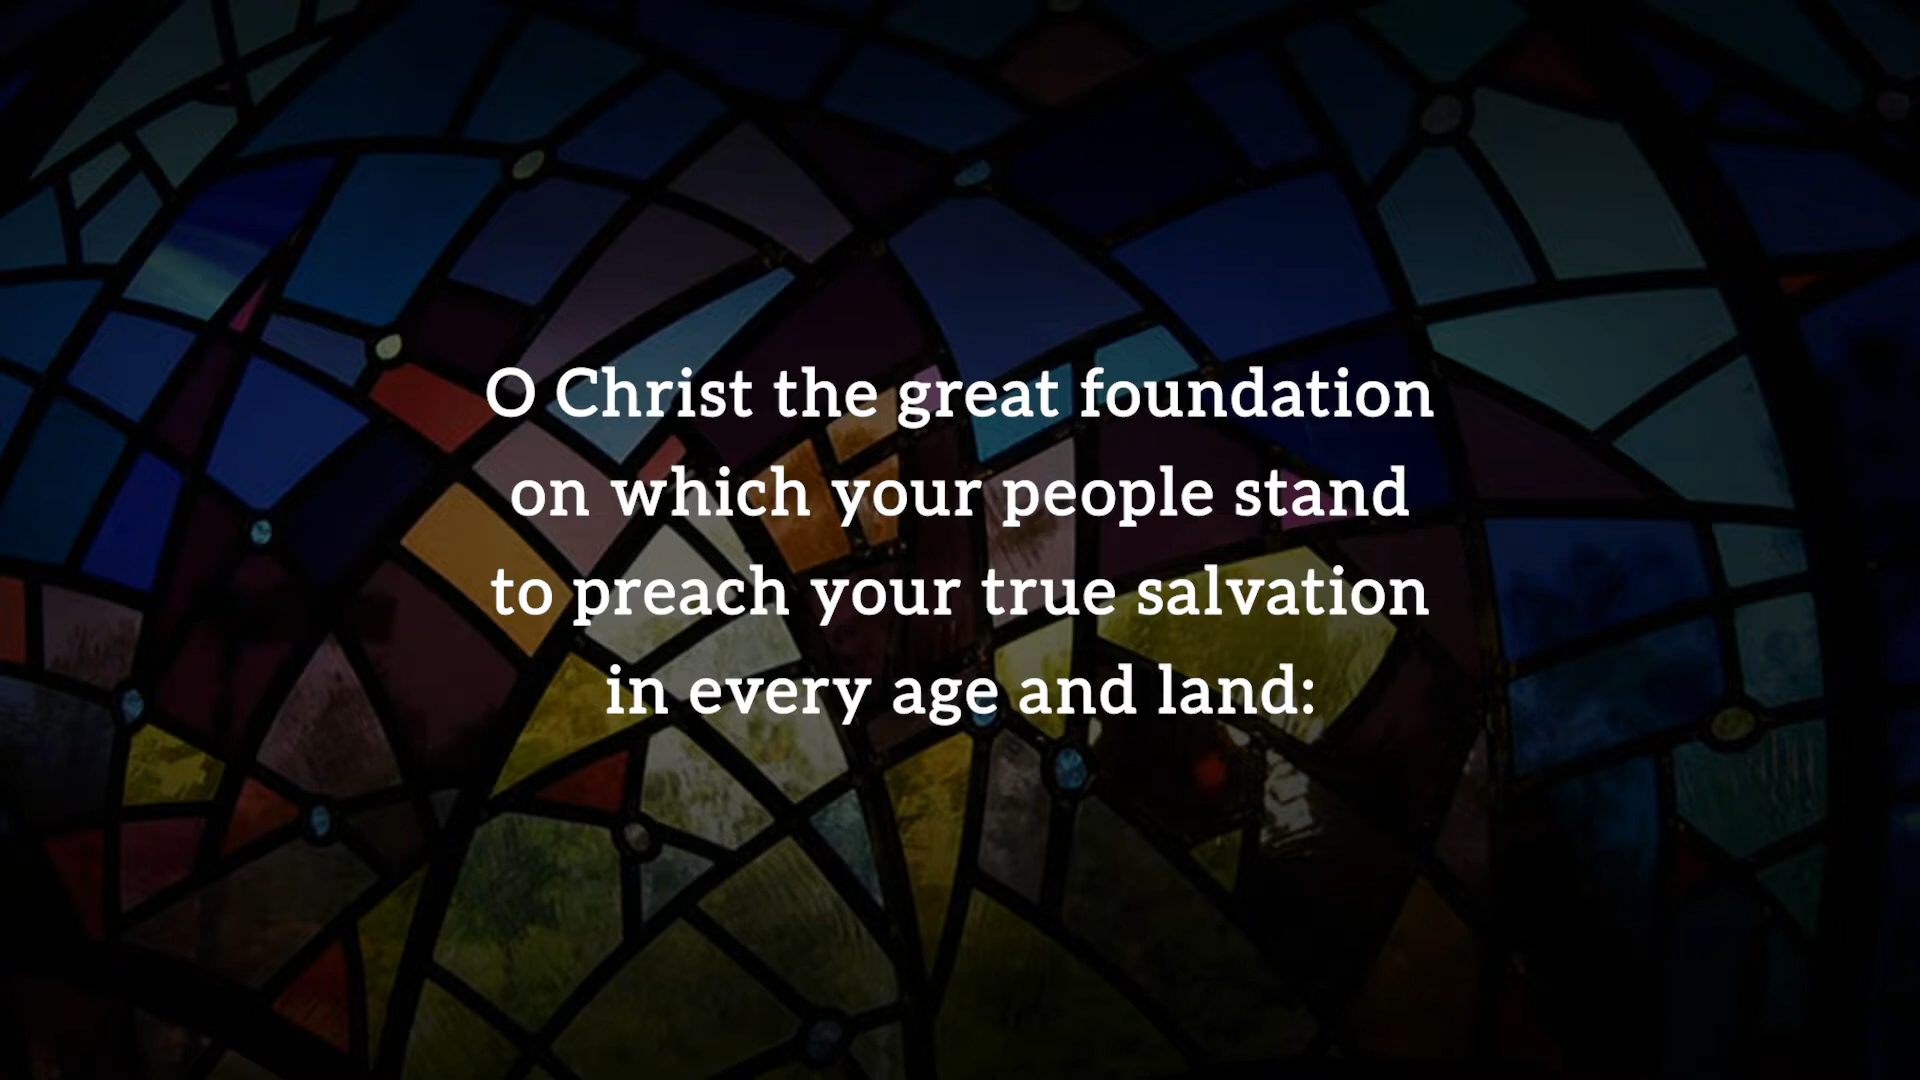 O Christ the great foundation
on which your people stand
to preach your true salvation
in every age and land: